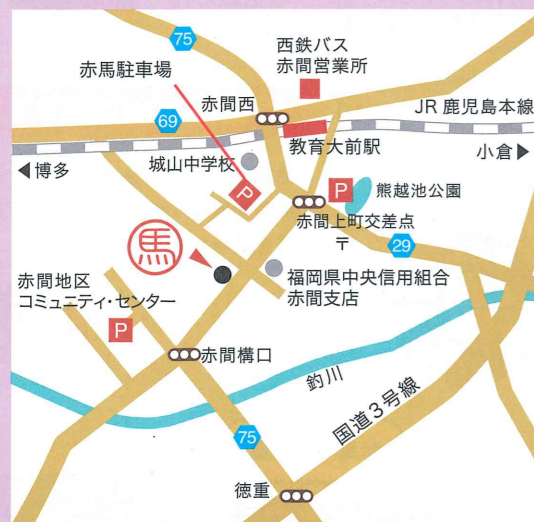 75
西鉄バス
赤間営業所
赤馬駐車場
赤間西
69
JR 鹿児島本線
教育大前駅
小倉▶
◀博多
城山中学校
P
P
熊越池公園
赤間上町交差点
〒
29
馬
福岡県中央信用組合
赤間支店
赤間地区
コミュニティ・センター
P
赤間構口
釣川
国道3号線
75
徳重